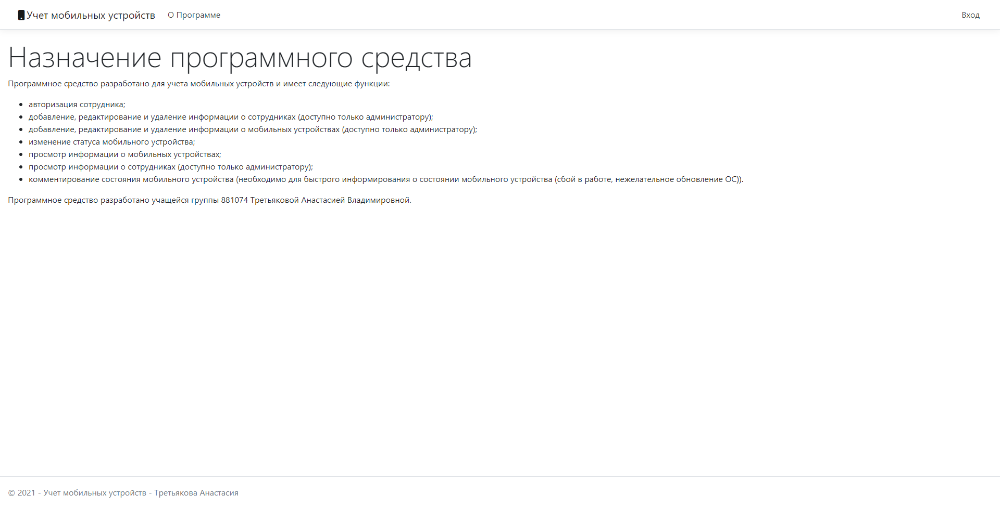 Учет мобильных устройств О Программе Вход
Назначение программного средства
Программное средство разработано для учета мобильных устройств и имеет следующие функции:
• авторизация сотрудника;
• добавление, редактирование и удаление информации о сотрудниках (доступно только администратору);
• добавление, редактирование и удаление информации о мобильных устройствах (доступно только администратору);
• изменение статуса мобильного устройства;
• просмотр информации о мобильных устройствах;
• просмотр информации о сотрудниках (доступно только администратору);
• комментирование состояния мобильного устройства (необходимо для быстрого информирования о состоянии мобильного устройства (сбой в работе, нежелательное обновление ОС)).
Программное средство разработано учащейся группы 881074 Третьяковой Анастасией Владимировной.
© 2021 - Учет мобильных устройств - Третьякова Анастасия